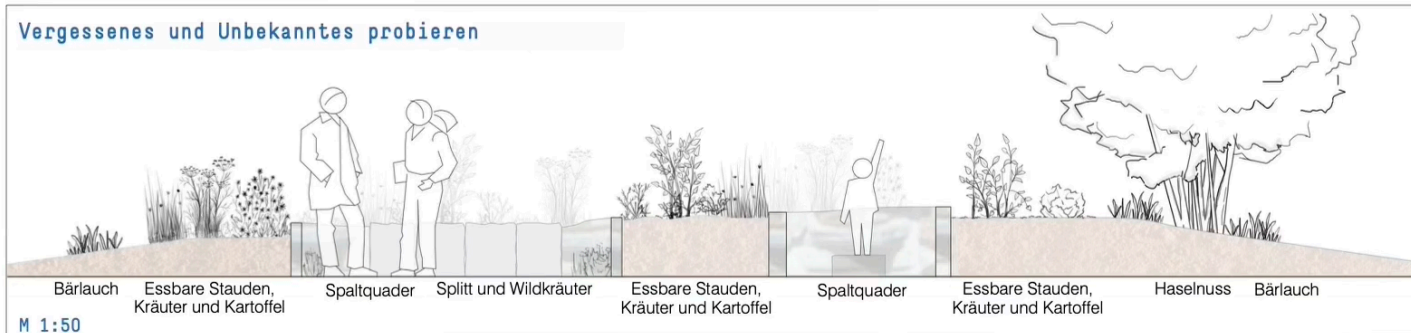 Vergessenes und Unbekanntes probieren
Bärlauch
Essbare Stauden,
Kräuter und Kartoffel
Spaltquader
Splitt und Wildkräuter
Essbare Stauden,
Kräuter und Kartoffel
Spaltquader
Essbare Stauden,
Kräuter und Kartoffel
Haselnuss
Bärlauch
M 1:50